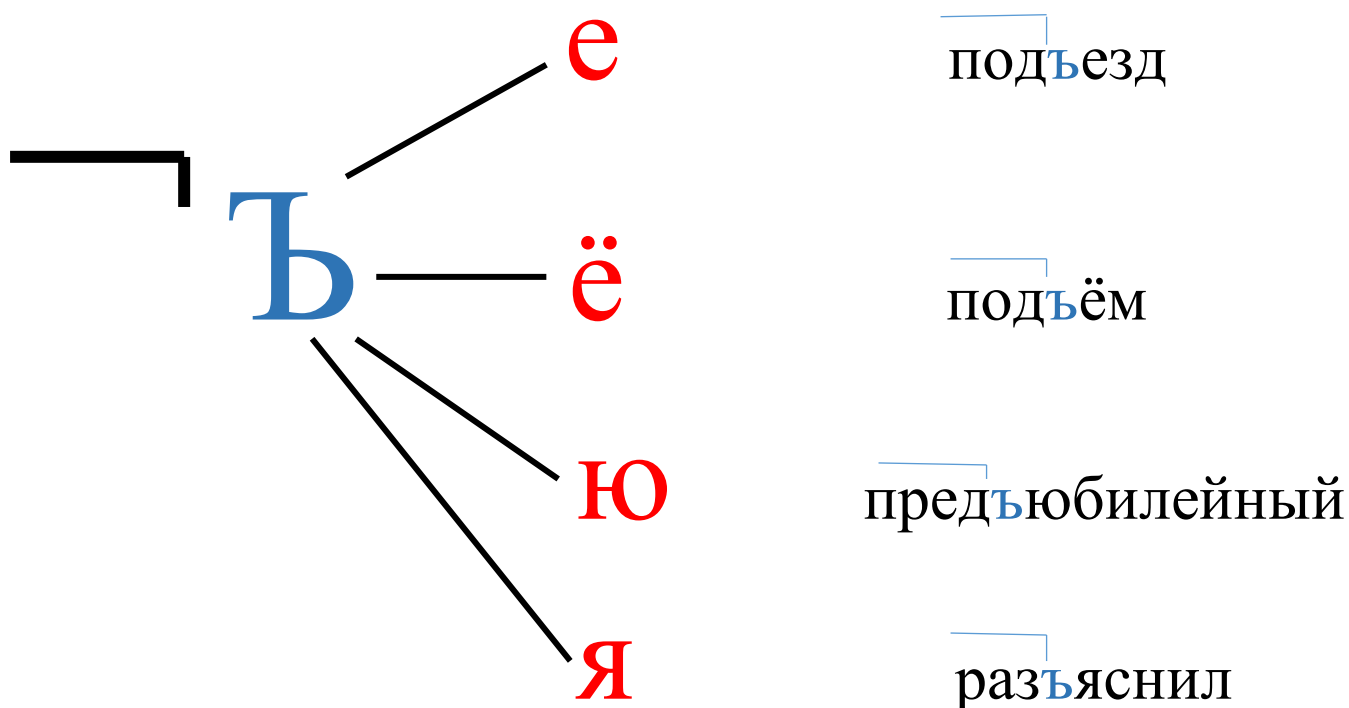 е подъезд
Ъ
ё подъём
ю предъюбилейный
я разъяснил